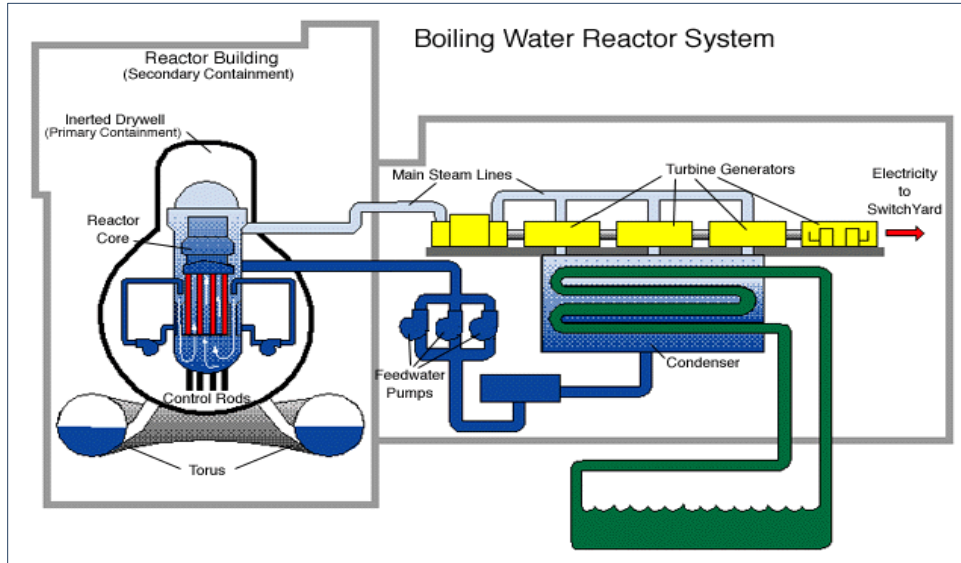 Boiling Water Reactor System
Reactor Building
(Secondary Containment)
Inerted Drywell
(Primary Containment)
Main Steam Lines
Turbine Generators
Electricity
to
SwitchYard
Reactor
Core
Feedwater
Pumps
Condenser
Control Rods
Torus